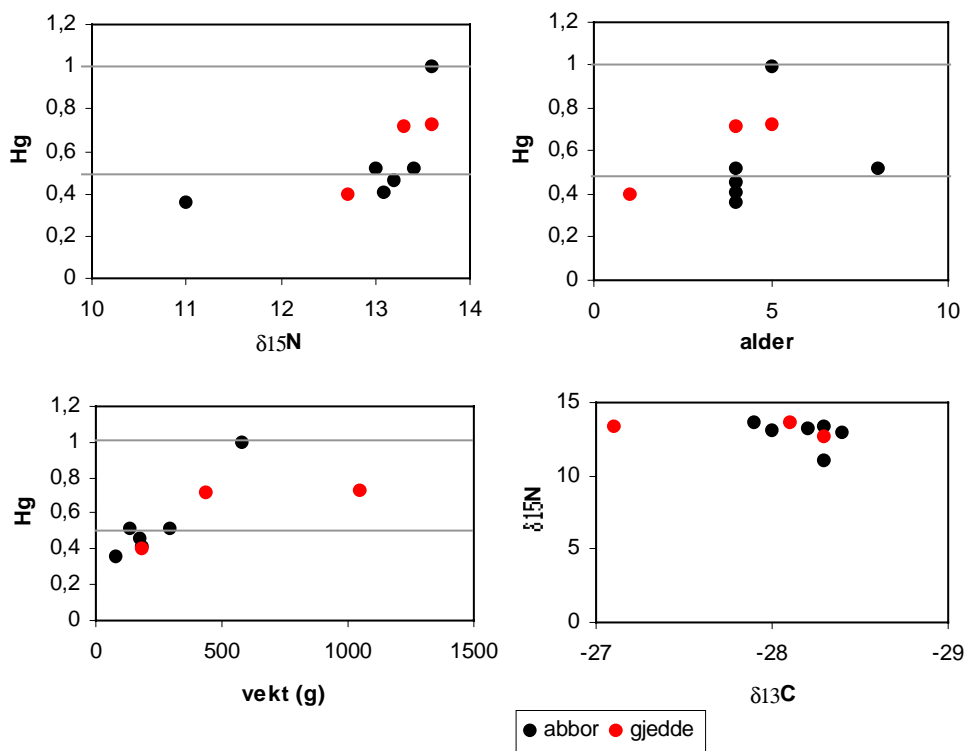 1,2
1
0,8
0,6
0,4
0,2
0
Hg
10 11 12 13 14
δ15N
1,2
1
0,8
0,6
0,4
0,2
0
Hg
0 5 10
alder
1,2
1
0,8
0,6
0,4
0,2
0
Hg
0 500 1000 1500
vekt (g)
15
10
5
0
δ15N
-27 -28 -29
δ13C
abbor gjedde